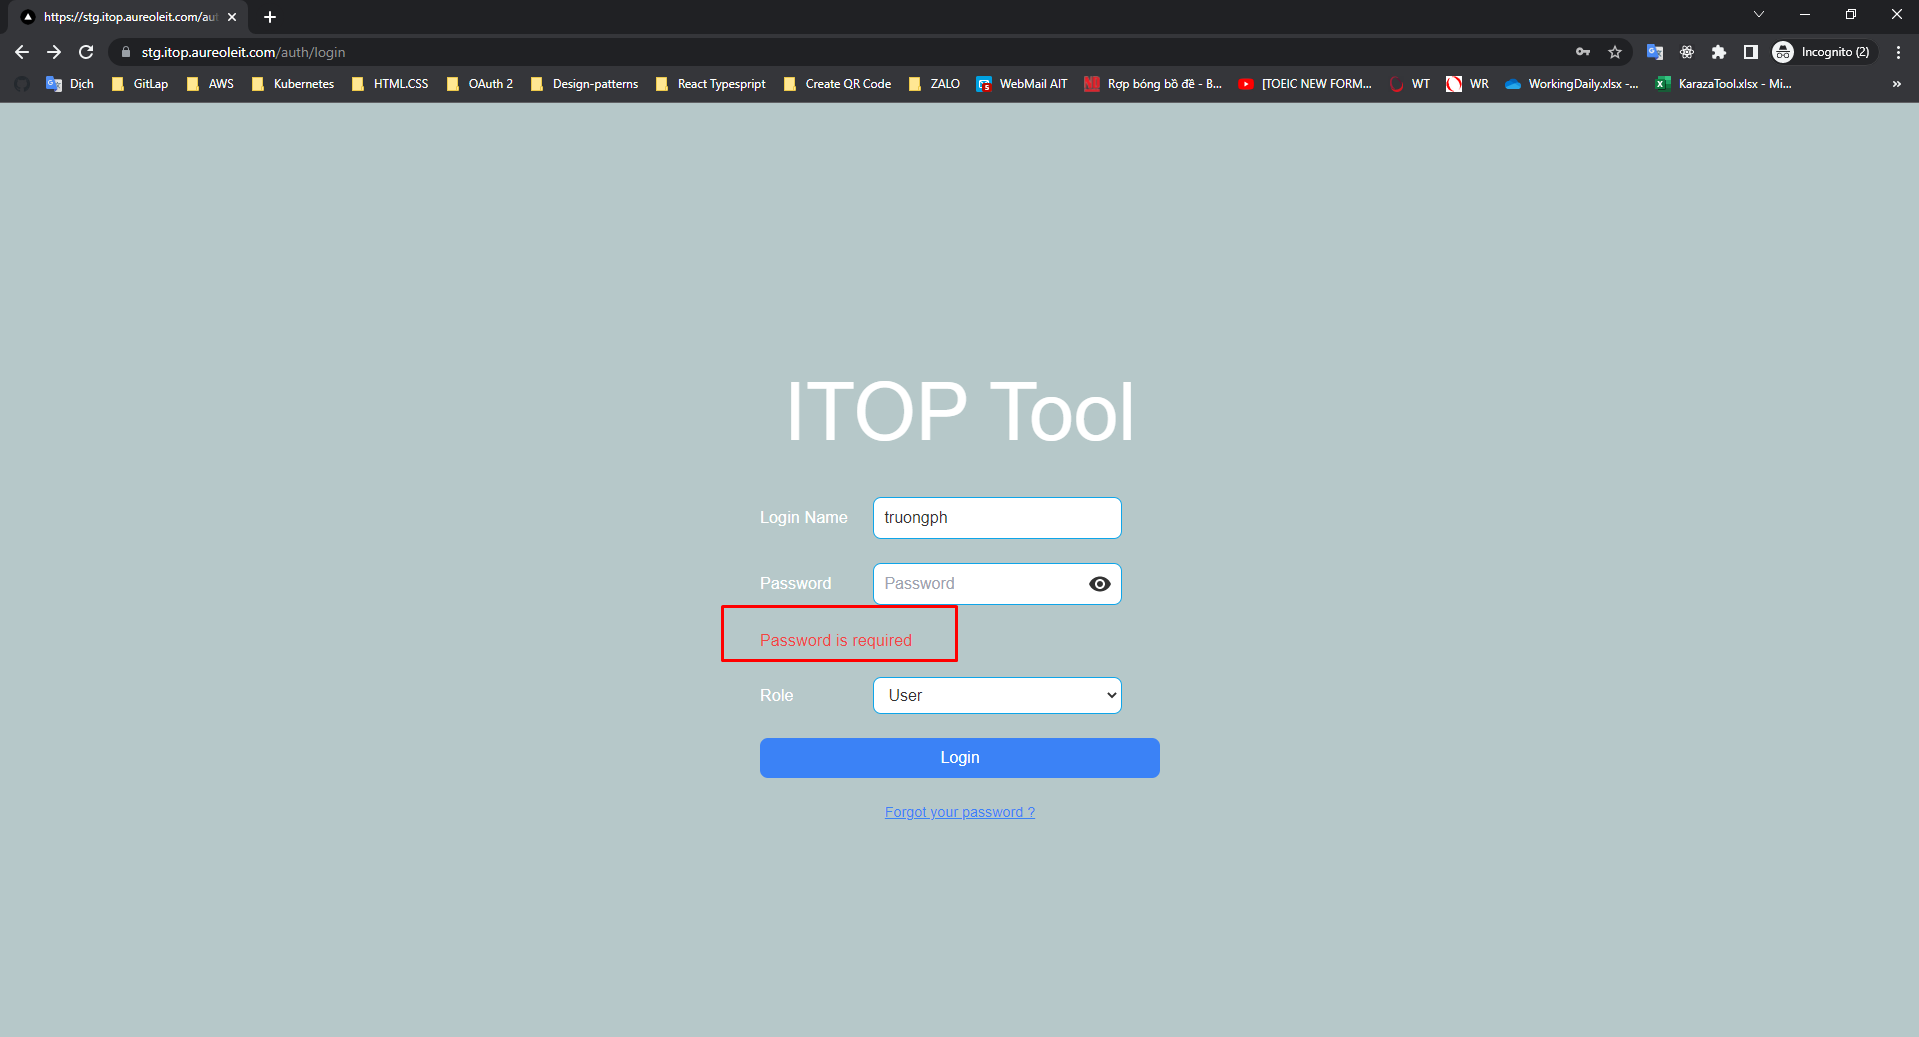 https://stg.itop.aureoleit.com/aut
stg.itop.aureoleit.com/auth/login
Incognito (2)
Dịch GitLap AWS Kubernetes HTML.CSS OAuth 2 Design-patterns React Typespript Create QR Code ZALO WebMail AIT Rợp bóng bồ đề - B... [TOEIC NEW FORM... WT WR WorkingDaily.xlsx -... KarazaTool.xlsx - Mi... »
ITOP Tool
Login Name truongph
Password Password
Password is required
Role User
Login
Forgot your password ?